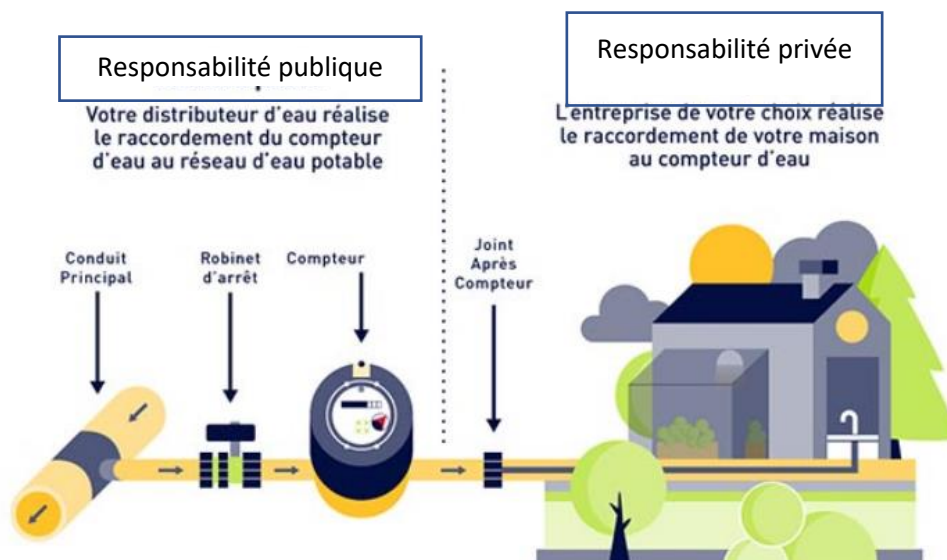 Responsabilité publique
Votre distributeur d'eau réalise
le raccordement du compteur
d'eau au réseau d'eau potable
Responsabilité privée
L'entreprise de votre choix réalise
le raccordement de votre maison
au compteur d'eau
Conduit
Principal
Robinet
d'arrêt
Compteur
Joint
Après
Compteur